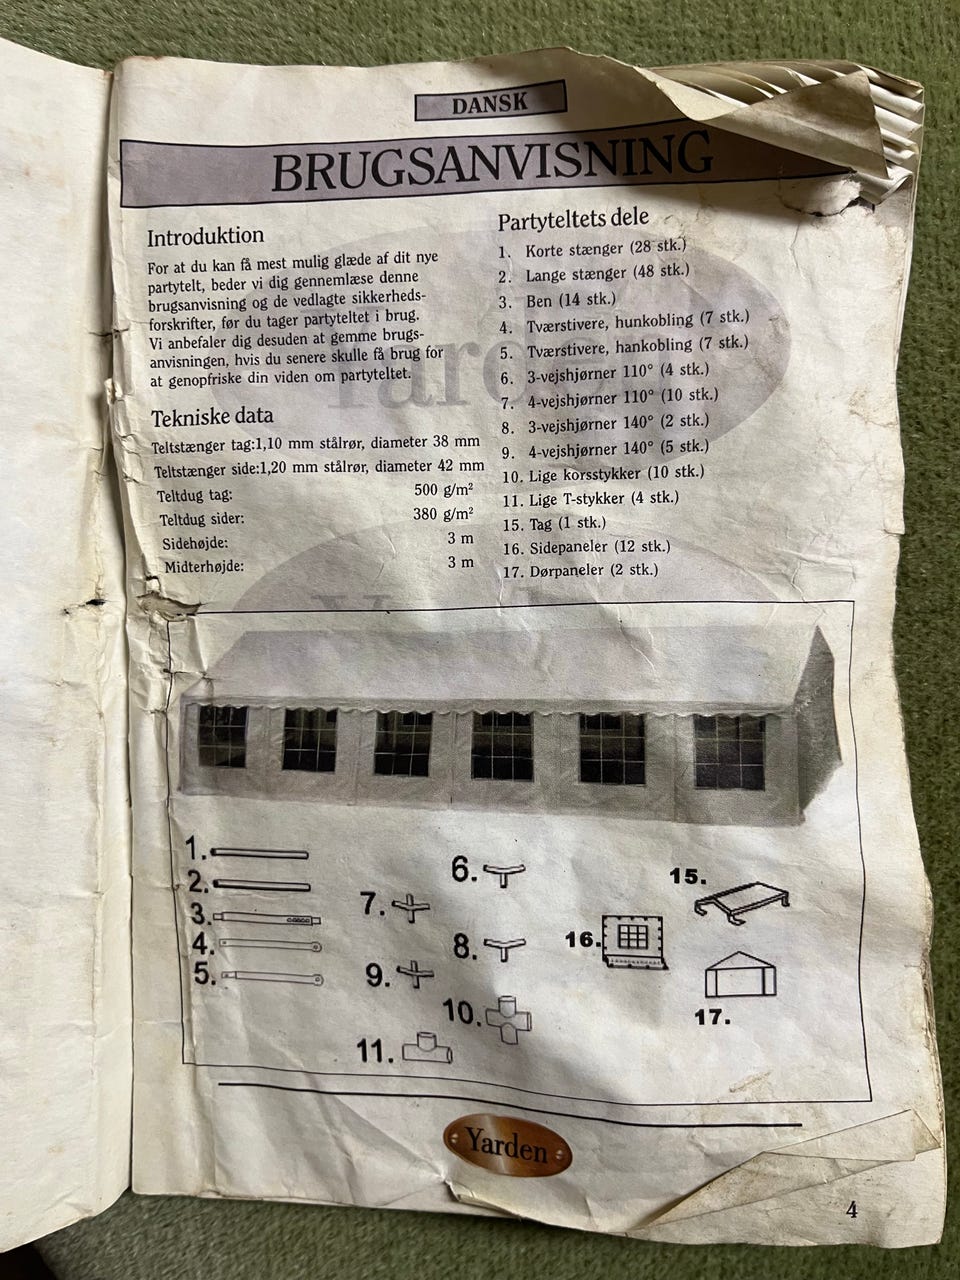 DANSK
BRUGSANVISNING
Introduktion
For at du kan få mest mulig glæde af dit nye
partytelt, beder vi dig gennemlæse denne
brugsanvisning og de vedlagte sikkerheds-
forskrifter, før du tager partyteltet i brug.
Vi anbefaler dig desuden at gemme brugs-
anvisningen, hvis du senere skulle få brug for
at genopfriske din viden om partyteltet.
Tekniske data
Teltstænger tag:1,10 mm stålrør, diameter 38 mm
Teltstænger side:1,20 mm stålrør, diameter 42 mm
Teltdug tag: 500 g/m²
Teltdug sider: 380 g/m²
Sidehøjde: 3 m
Midterhøjde: 3 m
Partyteltets dele
1. Korte stænger (28 stk.)
2. Lange stænger (48 stk.)
3. Ben (14 stk.)
4. Tværstivere, hunkobling (7 stk.)
5. Tværstivere, hankobling (7 stk.)
6. 3-vejshjørner 110° (4 stk.)
7. 4-vejshjørner 110° (10 stk.)
8. 3-vejshjørner 140° (2 stk.)
9. 4-vejshjørner 140° (5 stk.)
10. Lige korsstykker (10 stk.)
11. Lige T-stykker (4 stk.)
15. Tag (1 stk.)
16. Sidepaneler (12 stk.)
17. Dørpaneler (2 stk.)
1.
2.
3.
4.
5.
6.
7.
8.
9.
10.
11.
15.
16.
17.
Yarden
4